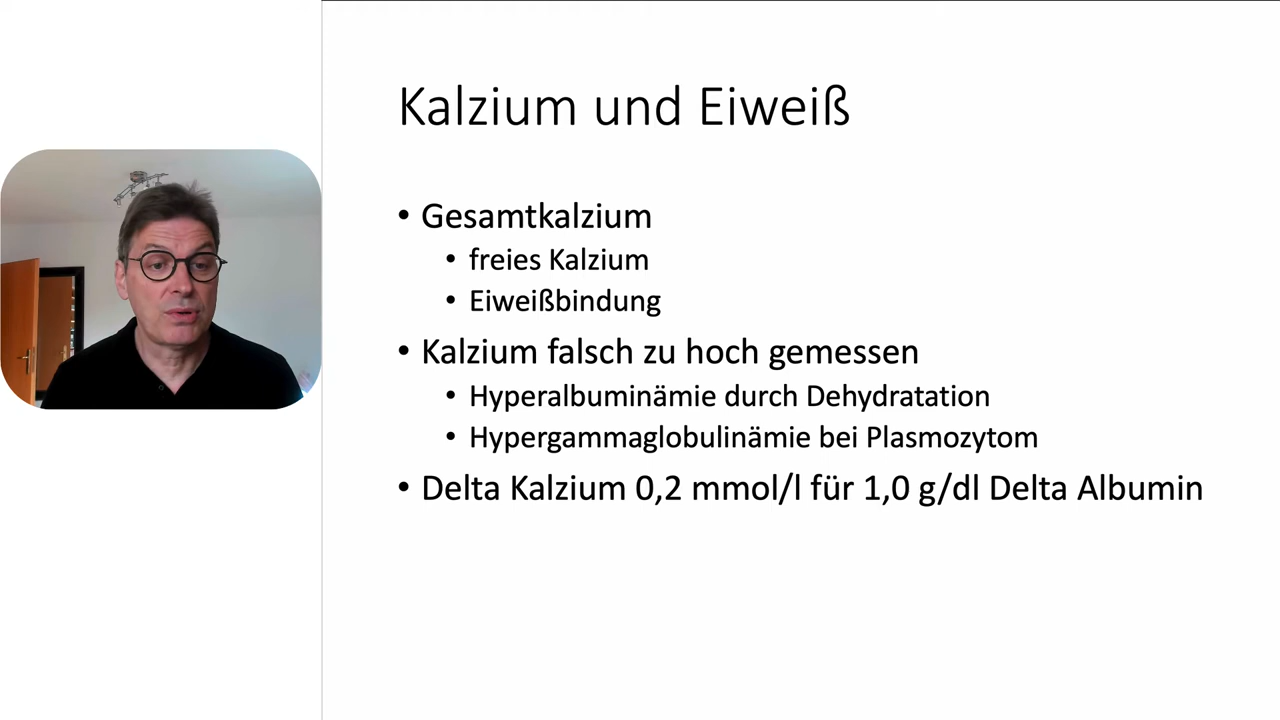 Kalzium und Eiweiß
• Gesamtkalzium
• freies Kalzium
• Eiweißbindung
• Kalzium falsch zu hoch gemessen
• Hyperalbuminämie durch Dehydratation
• Hypergammaglobulinämie bei Plasmozytom
• Delta Kalzium 0,2 mmol/l für 1,0 g/dl Delta Albumin